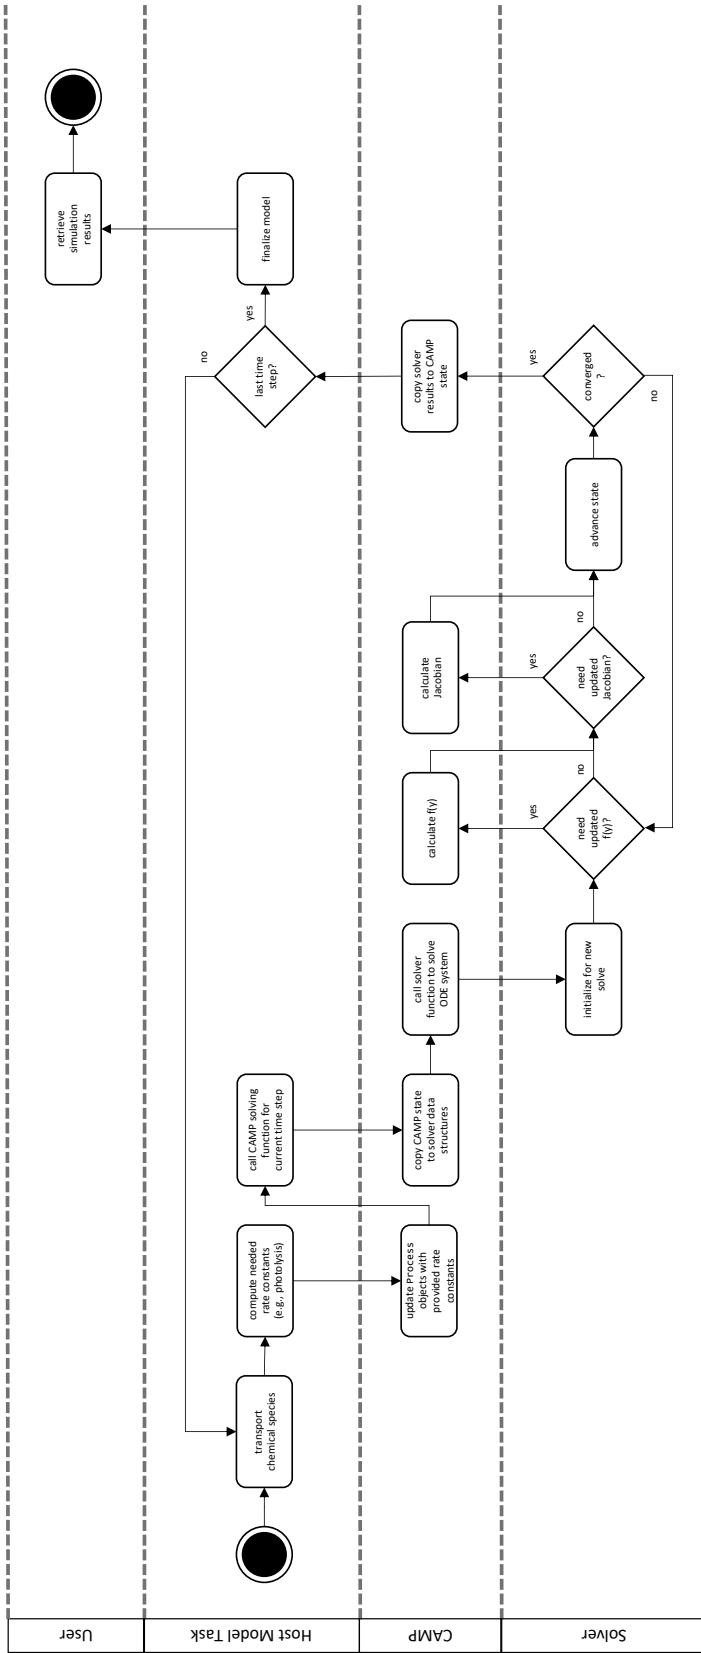 User
Host Model Task
CAMP
Solver
transport
chemical species
compute needed
rate constants
(e.g., photolysis)
update Process
objects with
provided rate
constants
call CAMP solving
function for
current time step
copy CAMP state
to solver data
structures
call solver
function to solve
ODE system
initialize for new
solve
need
updated
f(y)?
yes
no
calculate f(y)
need
updated
Jacobian?
yes
no
calculate
Jacobian
advance state
converged
?
yes
no
copy solver
results to CAMP
state
last time
step?
no
yes
finalize model
retrieve
simulation
results